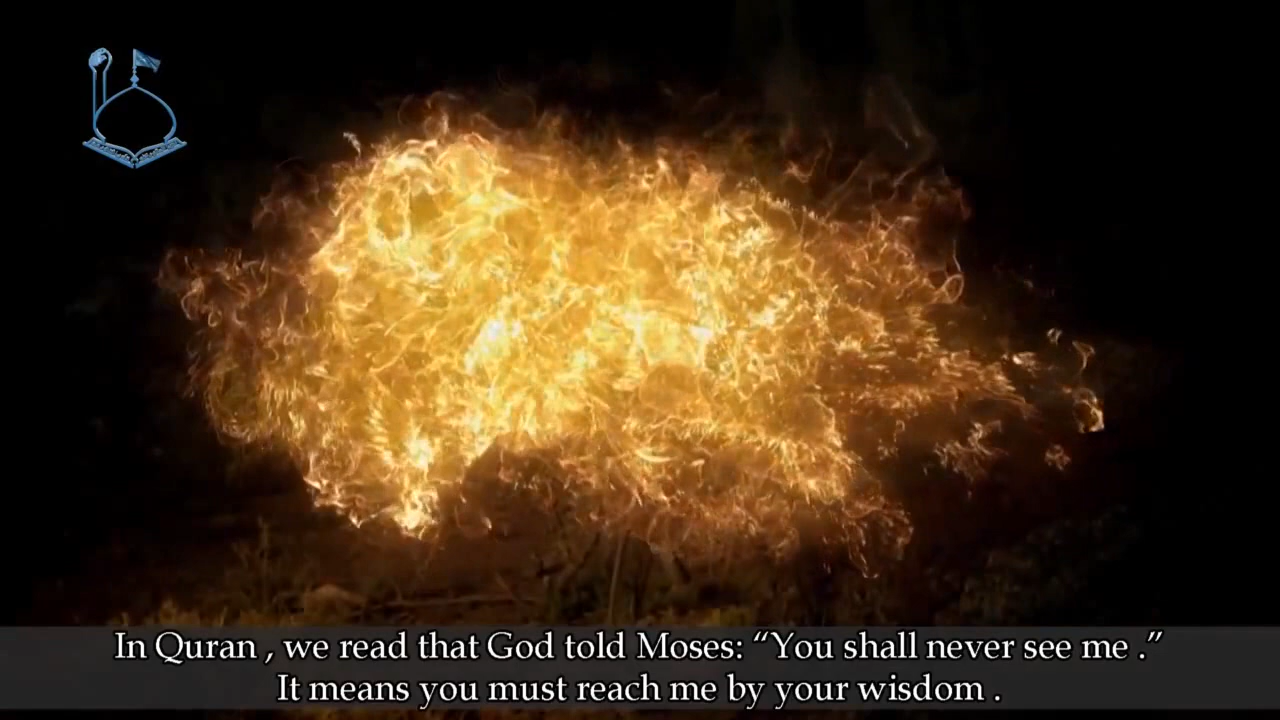 In Quran , we read that God told Moses: “You shall never see me .”
It means you must reach me by your wisdom .